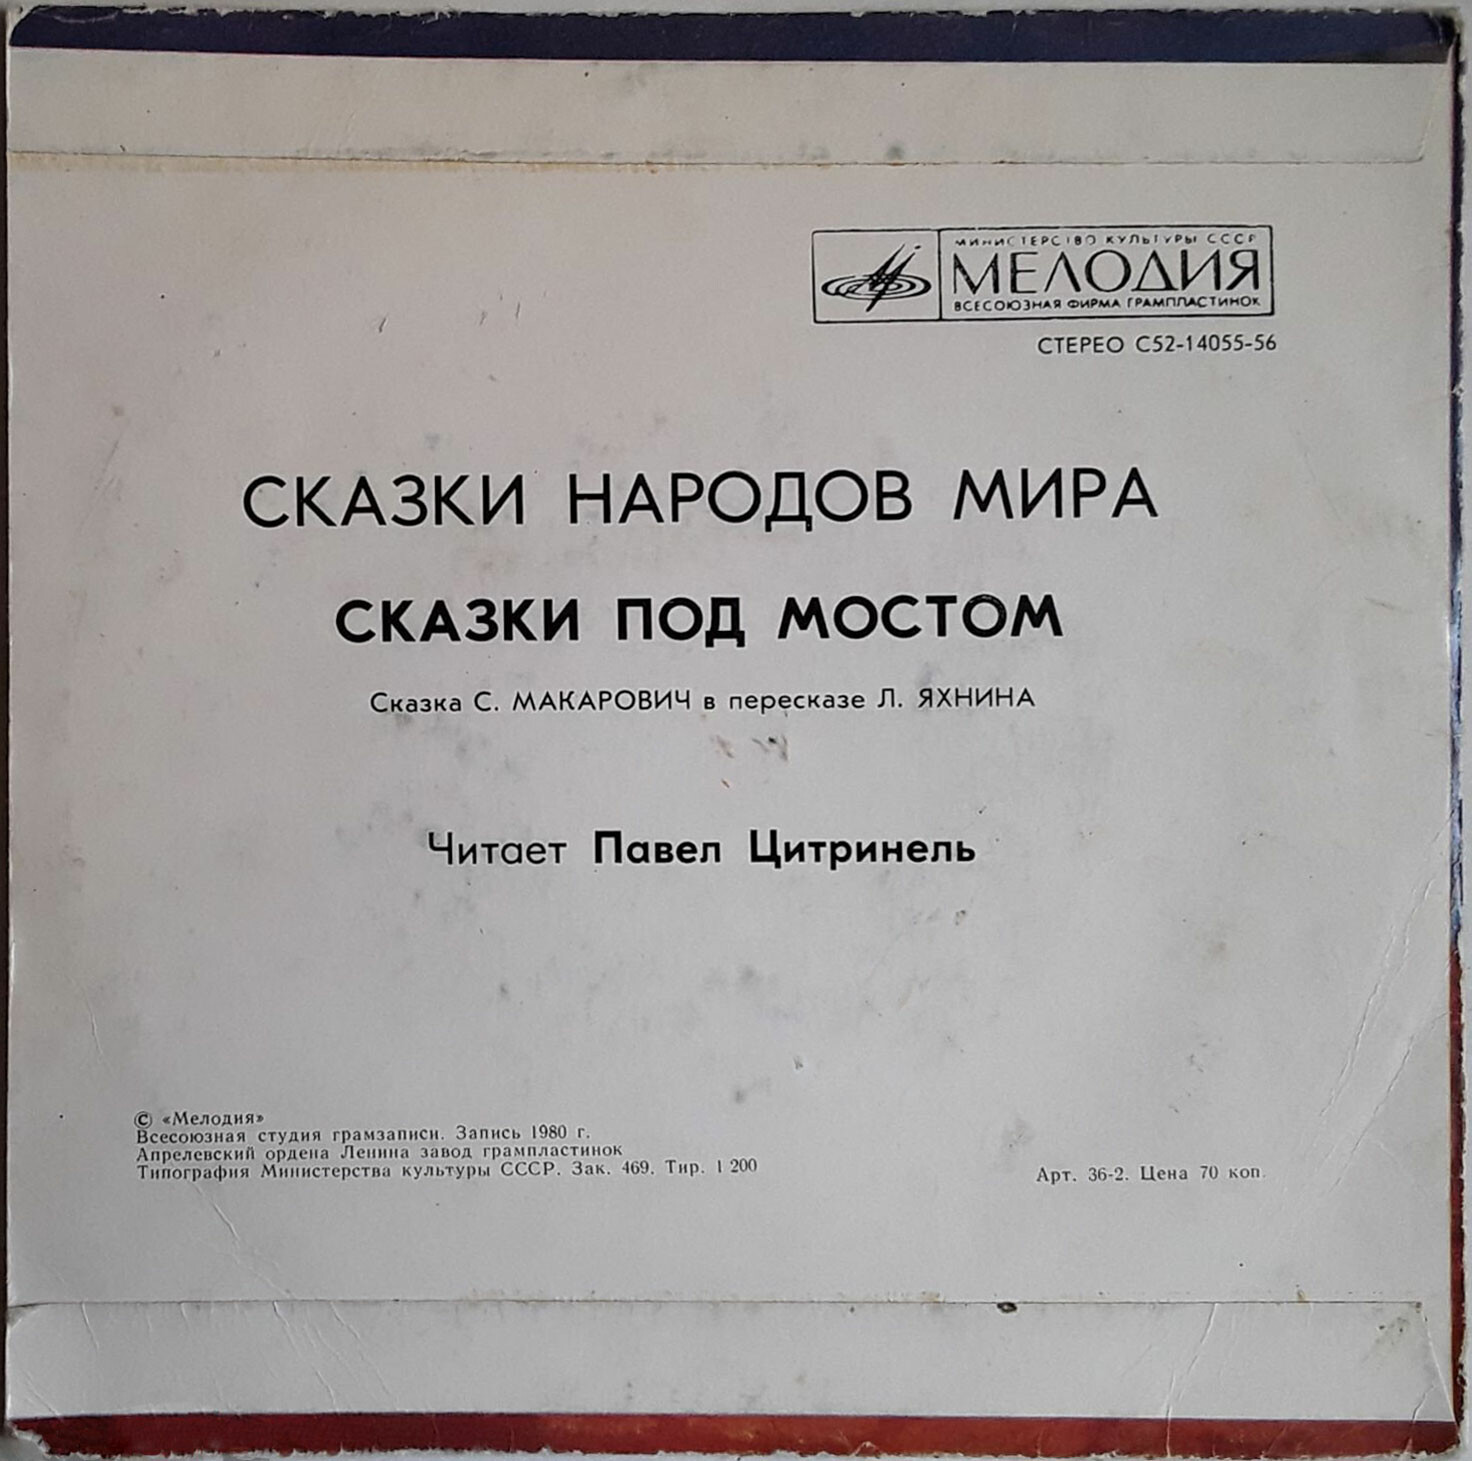 МИНИСТЕРСТВО КУЛЬТУРЫ СССР
МЕЛОДИЯ
ВСЕСОЮЗНАЯ ФИРМА ГРАМПЛАСТИНОК
СТЕРЕО С52-14055-56
СКАЗКИ НАРОДОВ МИРА
СКАЗКИ ПОД МОСТОМ
Сказка С. МАКАРОВИЧ в пересказе Л. ЯХНИНА
Читает Павел Цитринель
© «Мелодия»
Всесоюзная студия грамзаписи. Запись 1980 г.
Апрелевский ордена Ленина завод грампластинок
Типография Министерства культуры СССР. Зак. 469. Тир. 1 200
Арт. 36-2. Цена 70 коп.